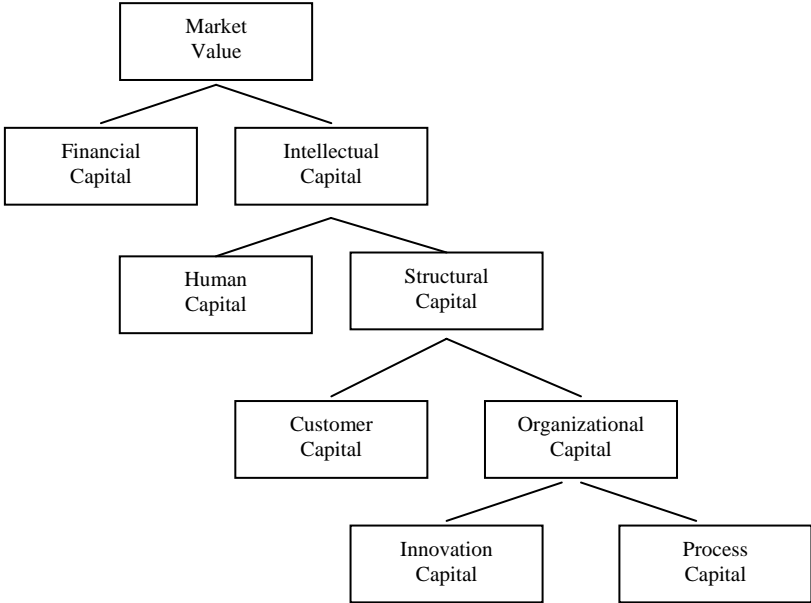 Market
Value
Financial
Capital
Intellectual
Capital
Human
Capital
Structural
Capital
Customer
Capital
Organizational
Capital
Innovation
Capital
Process
Capital